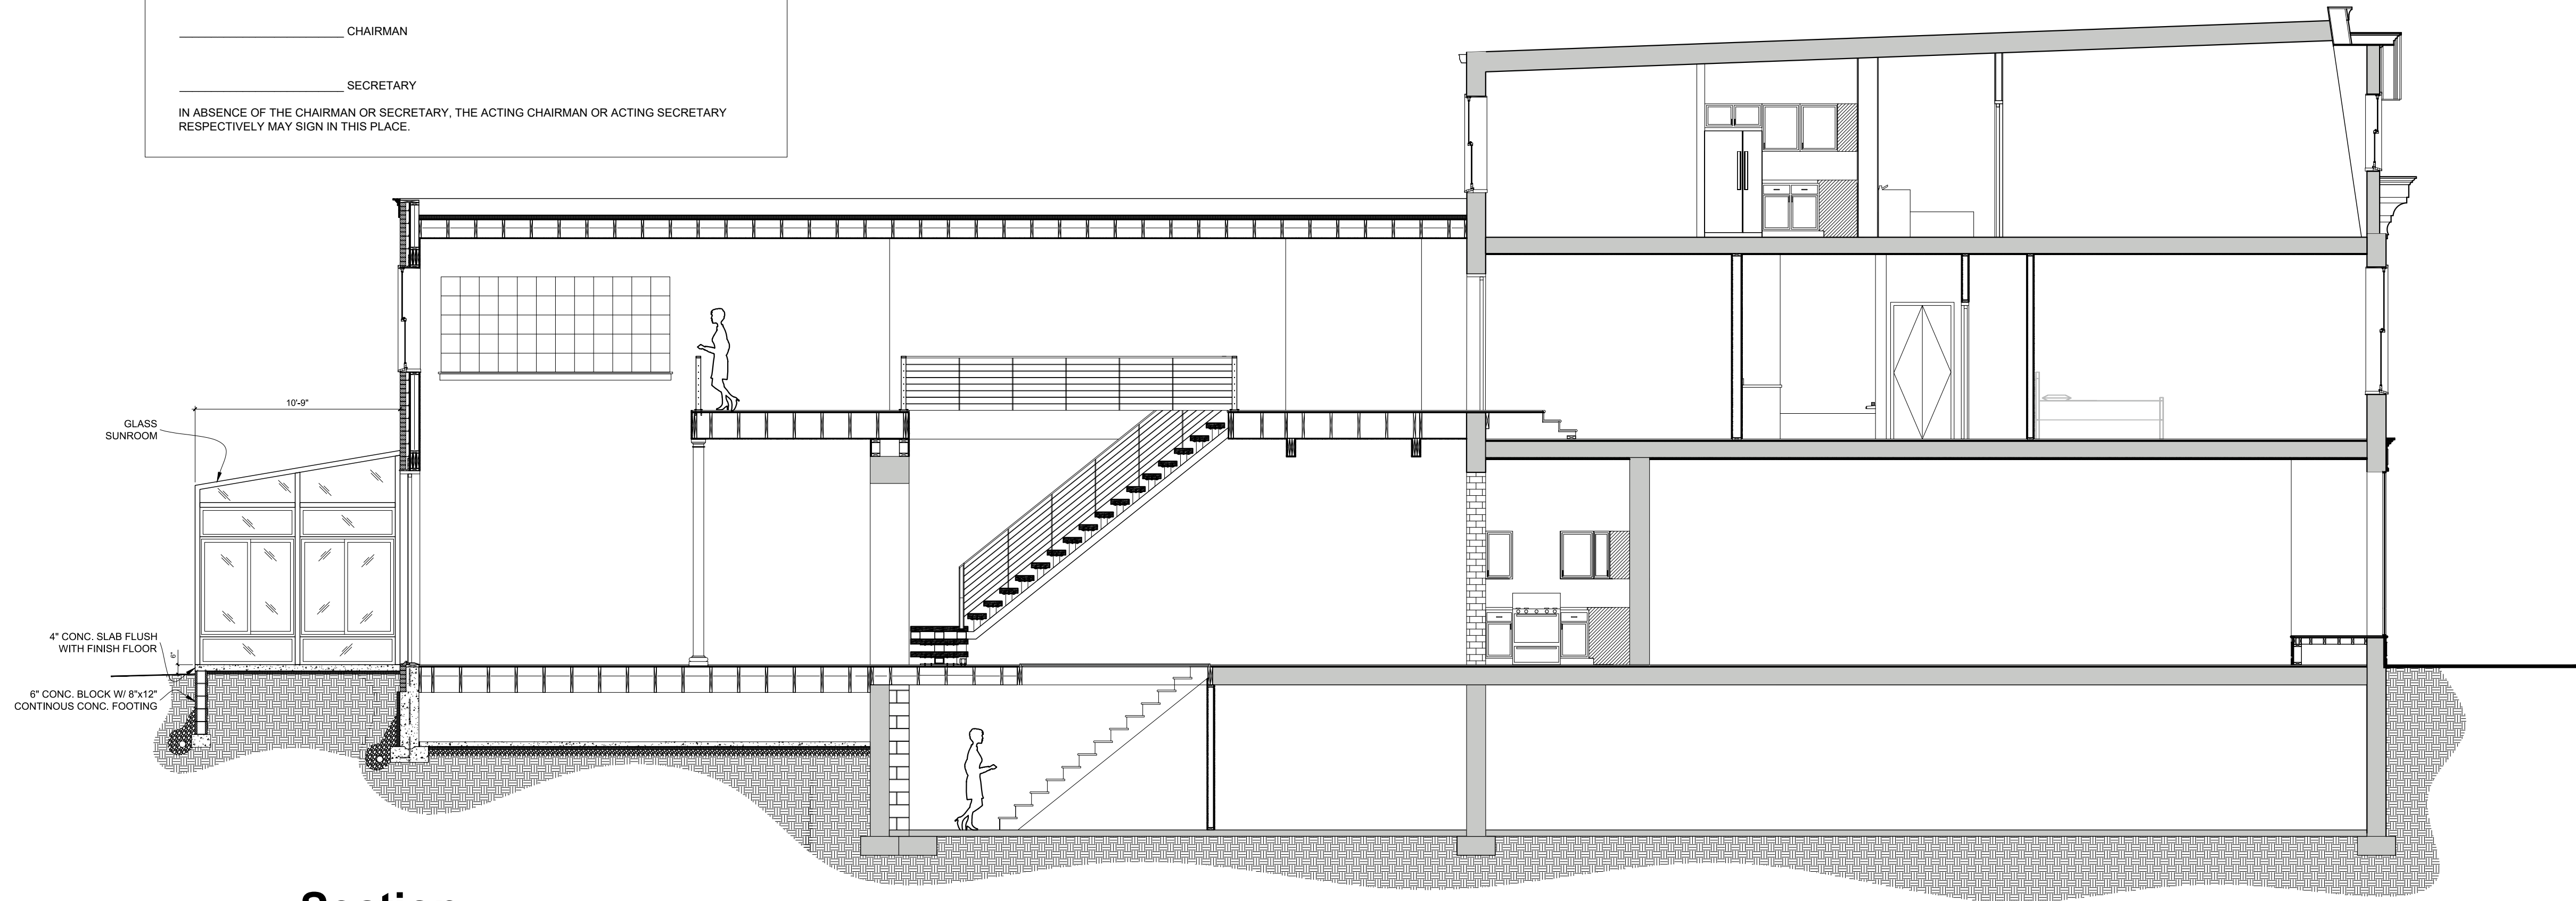 CHAIRMAN
SECRETARY
IN ABSENCE OF THE CHAIRMAN OR SECRETARY, THE ACTING CHAIRMAN OR ACTING SECRETARY
RESPECTIVELY MAY SIGN IN THIS PLACE.
10'-9"
GLASS
SUNROOM
4" CONC. SLAB FLUSH
WITH FINISH FLOOR
6"
6" CONC. BLOCK W/ 8"x12"
CONTINOUS CONC. FOOTING
Section